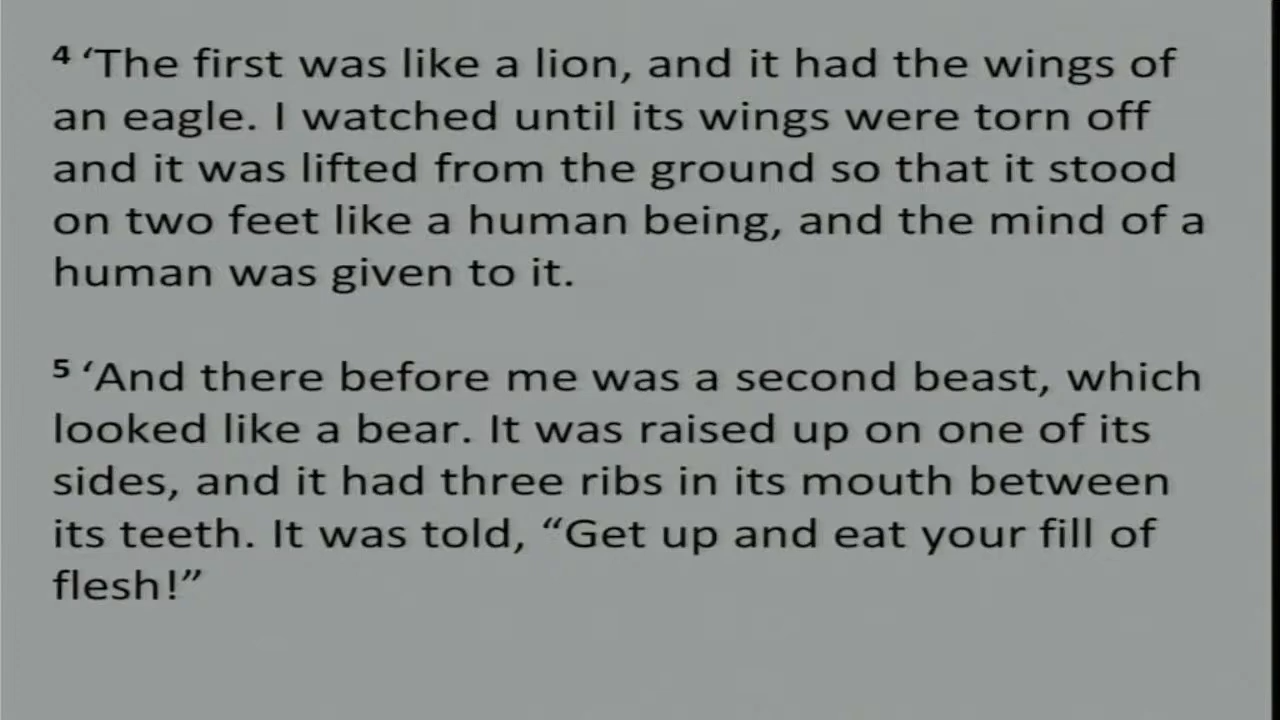 4 ‘The first was like a lion, and it had the wings of
an eagle. I watched until its wings were torn off
and it was lifted from the ground so that it stood
on two feet like a human being, and the mind of a
human was given to it.
5 ‘And there before me was a second beast, which
looked like a bear. It was raised up on one of its
sides, and it had three ribs in its mouth between
its teeth. It was told, “Get up and eat your fill of
flesh!”